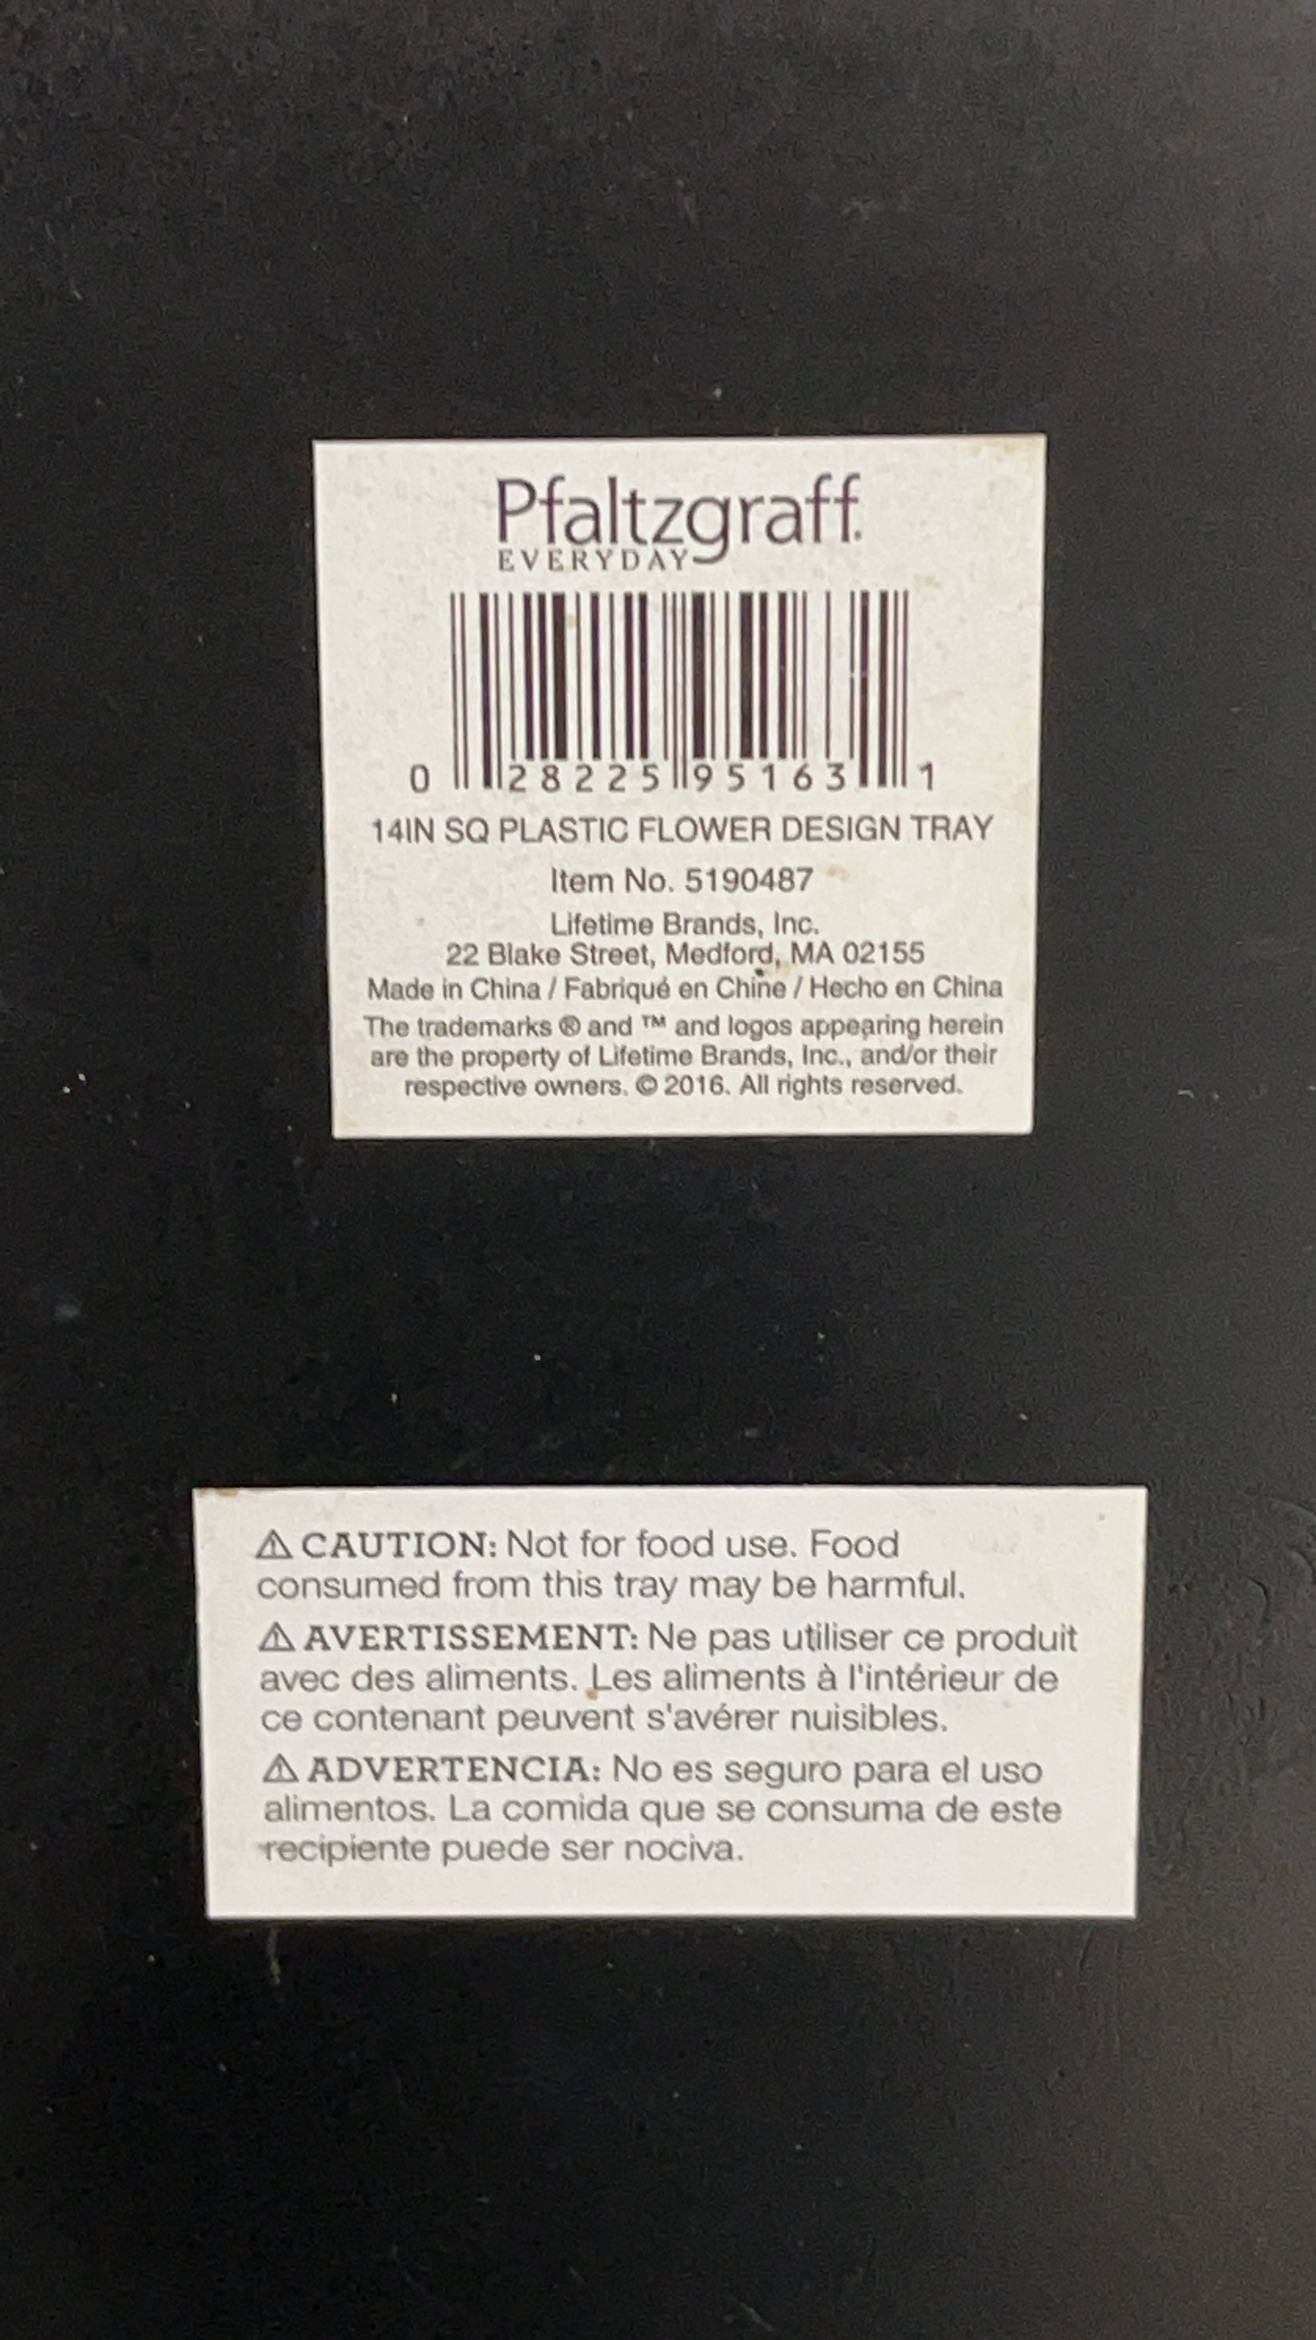 Pfaltzgraff.
EVERYDAY
0 28225 95163 1
14IN SQ PLASTIC FLOWER DESIGN TRAY
Item No. 5190487
Lifetime Brands, Inc.
22 Blake Street, Medford, MA 02155
Made in China / Fabriqué en Chine / Hecho en China
The trademarks ® and ™ and logos appearing herein
are the property of Lifetime Brands, Inc., and/or their
respective owners. © 2016. All rights reserved.
⚠ CAUTION: Not for food use. Food
consumed from this tray may be harmful.
⚠ AVERTISSEMENT: Ne pas utiliser ce produit
avec des aliments. Les aliments à l'intérieur de
ce contenant peuvent s'avérer nuisibles.
⚠ ADVERTENCIA: No es seguro para el uso
alimentos. La comida que se consuma de este
recipiente puede ser nociva.